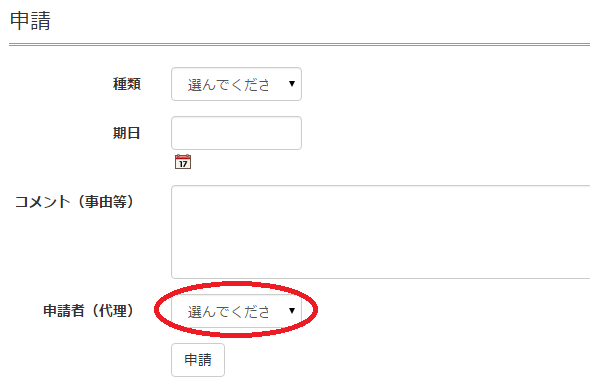 申請
種類
選んでくださ
期日
17
コメント（事由等）
申請者（代理）
選んでくださ
申請